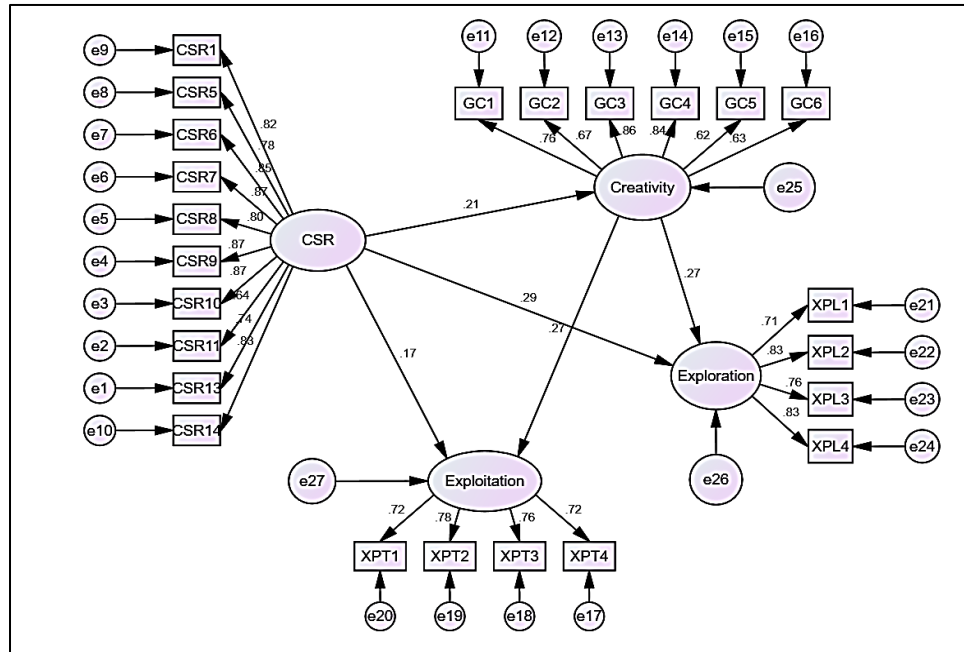 e9 CSR1
e8 CSR5
e7 CSR6
e6 CSR7
e5 CSR8
e4 CSR9
e3 CSR10
e2 CSR11
e1 CSR13
e10 CSR14
.82
.78
.85
.87
.80
.87
.87
.64
.74
.83
CSR
e11 e12 e13 e14 e15 e16
GC1 GC2 GC3 GC4 GC5 GC6
.76 .67 .86 .84 .62 .63
Creativity
e25
.21
.27
.29
.27
.17
Exploration
.71
.83
.76
.83
XPL1 e21
XPL2 e22
XPL3 e23
XPL4 e24
e26
e27
Exploitation
.72 .78 .76 .72
XPT1 XPT2 XPT3 XPT4
e20 e19 e18 e17